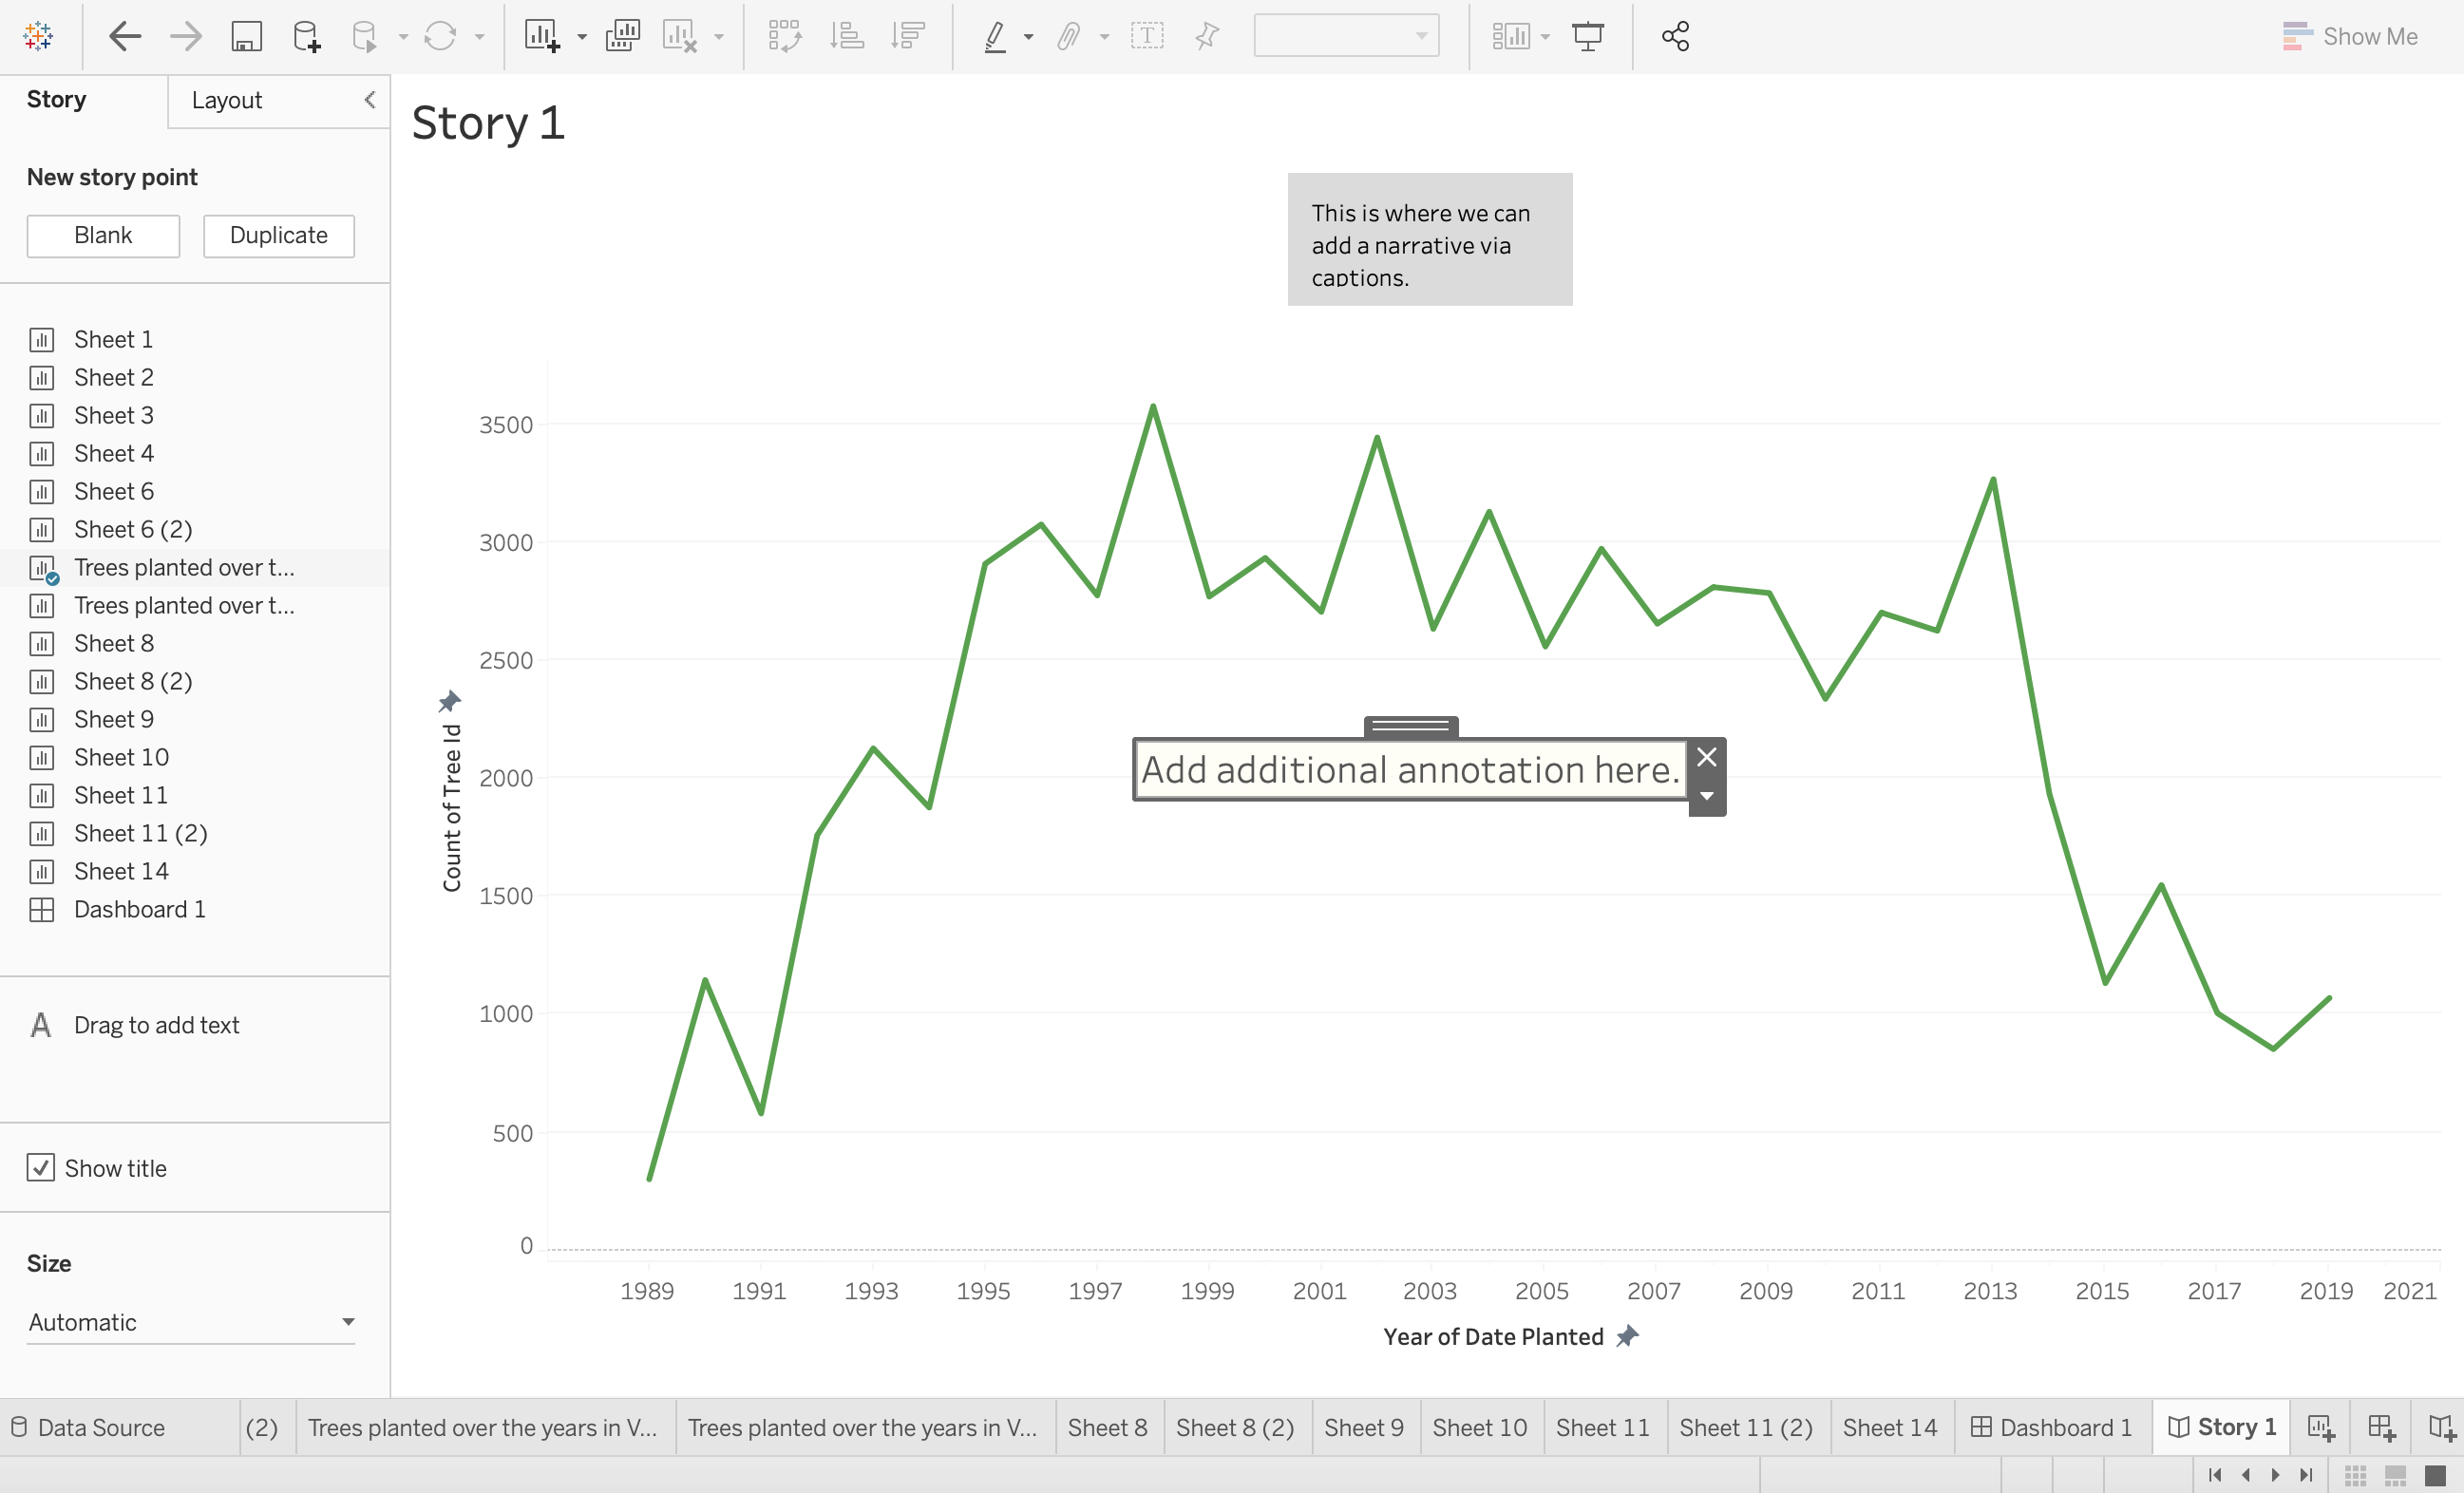 Show Me
Story
Layout
Story 1
New story point
Blank
Duplicate
This is where we can
add a narrative via
captions.
Sheet 1
Sheet 2
Sheet 3
Sheet 4
Sheet 6
Sheet 6 (2)
Trees planted over t...
Trees planted over t...
Sheet 8
Sheet 8 (2)
Sheet 9
Sheet 10
Sheet 11
Sheet 11 (2)
Sheet 14
Dashboard 1
A Drag to add text
Show title
Size
Automatic
3500
3000
2500
2000
1500
1000
500
0
Count of Tree Id
Add additional annotation here.
1989 1991 1993 1995 1997 1999 2001 2003 2005 2007 2009 2011 2013 2015 2017 2019 2021
Year of Date Planted
Data Source (2) Trees planted over the years in V... Trees planted over the years in V... Sheet 8 Sheet 8 (2) Sheet 9 Sheet 10 Sheet 11 Sheet 11 (2) Sheet 14 Dashboard 1 Story 1